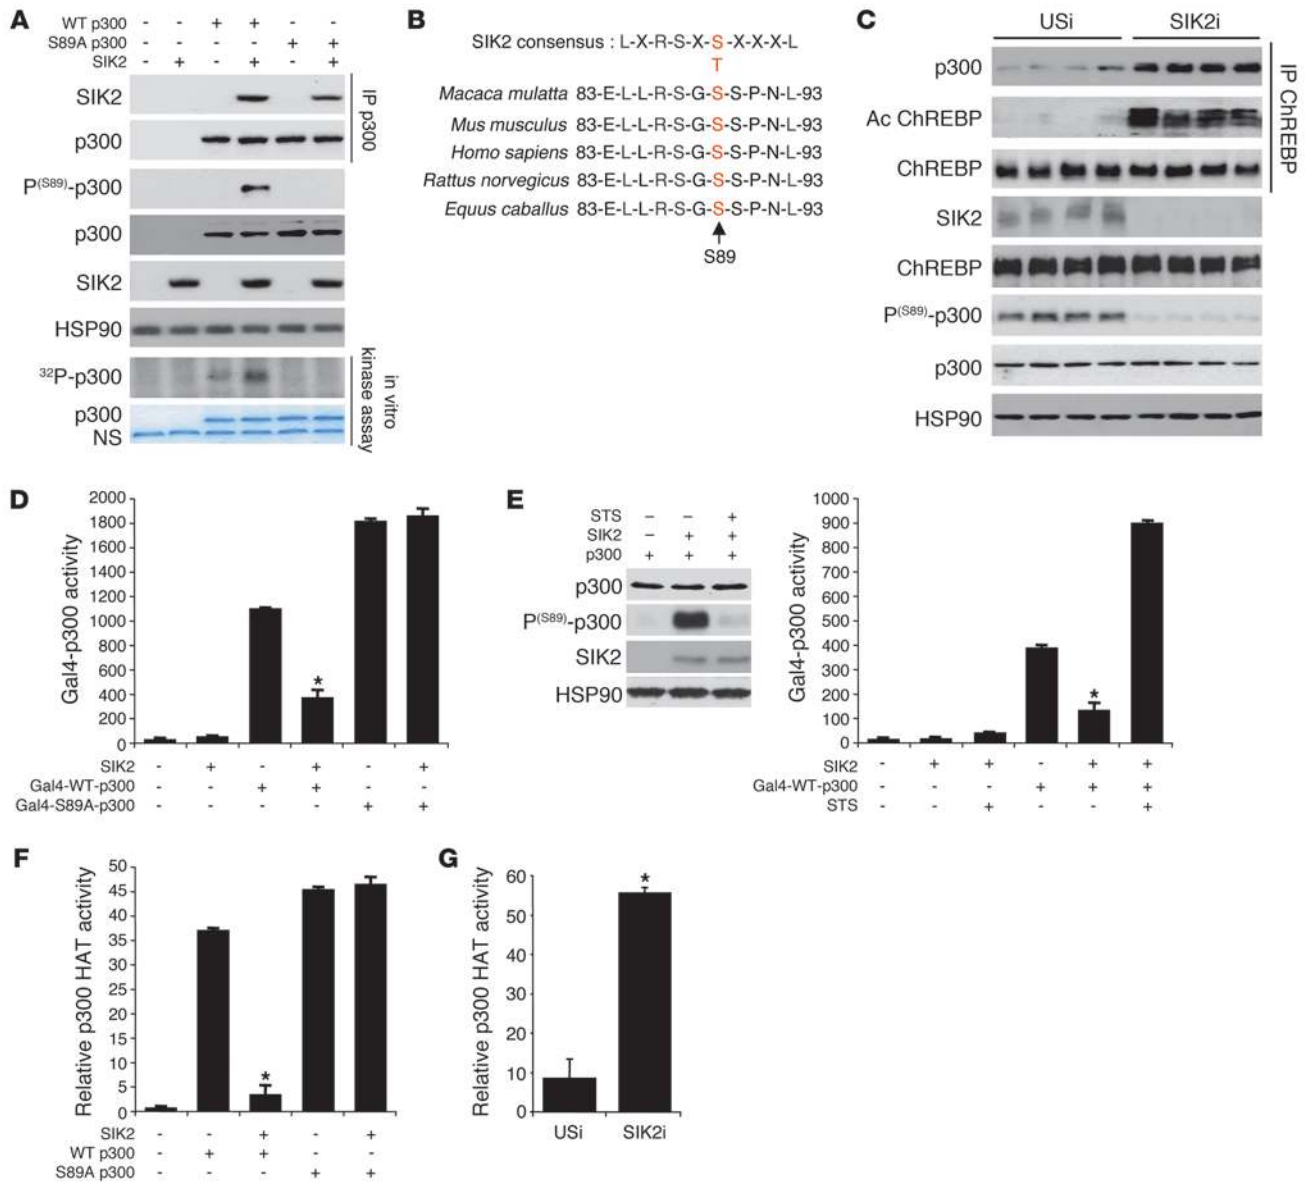 A
WT p300 - - + + - -
S89A p300 - - - - + +
SIK2 - + - + - +
SIK2
p300
IP p300
P(S89)-p300
p300
SIK2
HSP90
32P-p300
p300
NS
in vitro
kinase assay
B
SIK2 consensus : L-X-R-S-X-S-X-X-X-L
T
Macaca mulatta 83-E-L-L-R-S-G-S-S-P-N-L-93
Mus musculus 83-E-L-L-R-S-G-S-S-P-N-L-93
Homo sapiens 83-E-L-L-R-S-G-S-S-P-N-L-93
Rattus norvegicus 83-E-L-L-R-S-G-S-S-P-N-L-93
Equus caballus 83-E-L-L-R-S-G-S-S-P-N-L-93
S89
C
USi SIK2i
p300
Ac ChREBP
ChREBP
IP ChREBP
SIK2
ChREBP
P(S89)-p300
p300
HSP90
D
Gal4-p300 activity
2000
1800
1600
1400
1200
1000
800
600
400
200
0
*
SIK2 - + - + - +
Gal4-WT-p300 - - + + - -
Gal4-S89A-p300 - - - - + +
E
STS - - +
SIK2 - + +
p300 + + +
p300
P(S89)-p300
SIK2
HSP90
Gal4-p300 activity
1000
900
800
700
600
500
400
300
200
100
0
*
SIK2 - + + - + +
Gal4-WT-p300 - - - + + +
STS - - + - - +
F
Relative p300 HAT activity
50
45
40
35
30
25
20
15
10
5
0
*
SIK2 - - + - +
WT p300 - + + - -
S89A p300 - - - + +
G
Relative p300 HAT activity
60
50
40
30
20
10
0
*
USi SIK2i